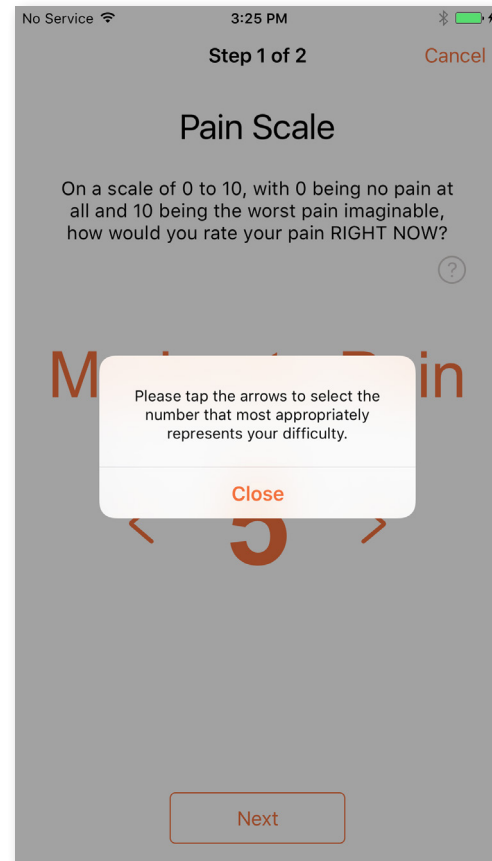 No Service 3:25 PM
Step 1 of 2 Cancel
Pain Scale
On a scale of 0 to 10, with 0 being no pain at
all and 10 being the worst pain imaginable,
how would you rate your pain RIGHT NOW?
?
Please tap the arrows to select the
number that most appropriately
represents your difficulty.
Close
< 5 >
Next